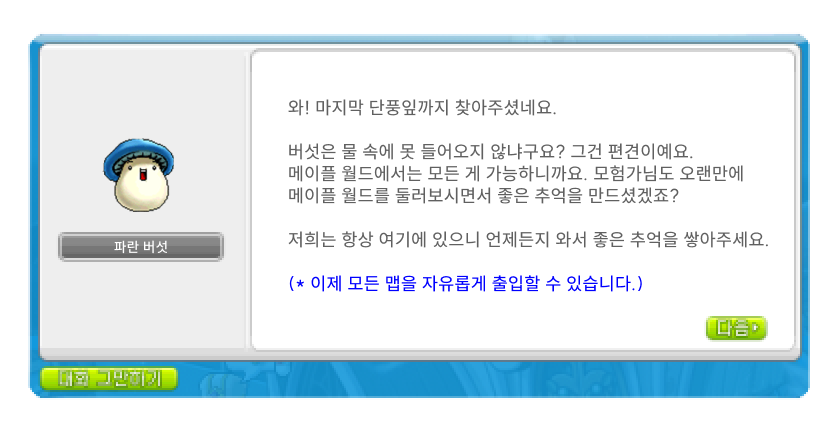 와! 마지막 단풍잎까지 찾아주셨네요.
버섯은 물 속에 못 들어오지 않냐구요? 그건 편견이예요.
메이플 월드에서는 모든 게 가능하니까요. 모험가님도 오랜만에
메이플 월드를 둘러보시면서 좋은 추억을 만드셨겠죠?
저희는 항상 여기에 있으니 언제든지 와서 좋은 추억을 쌓아주세요.
(* 이제 모든 맵을 자유롭게 출입할 수 있습니다.)
파란 버섯
다음
대화 그만하기